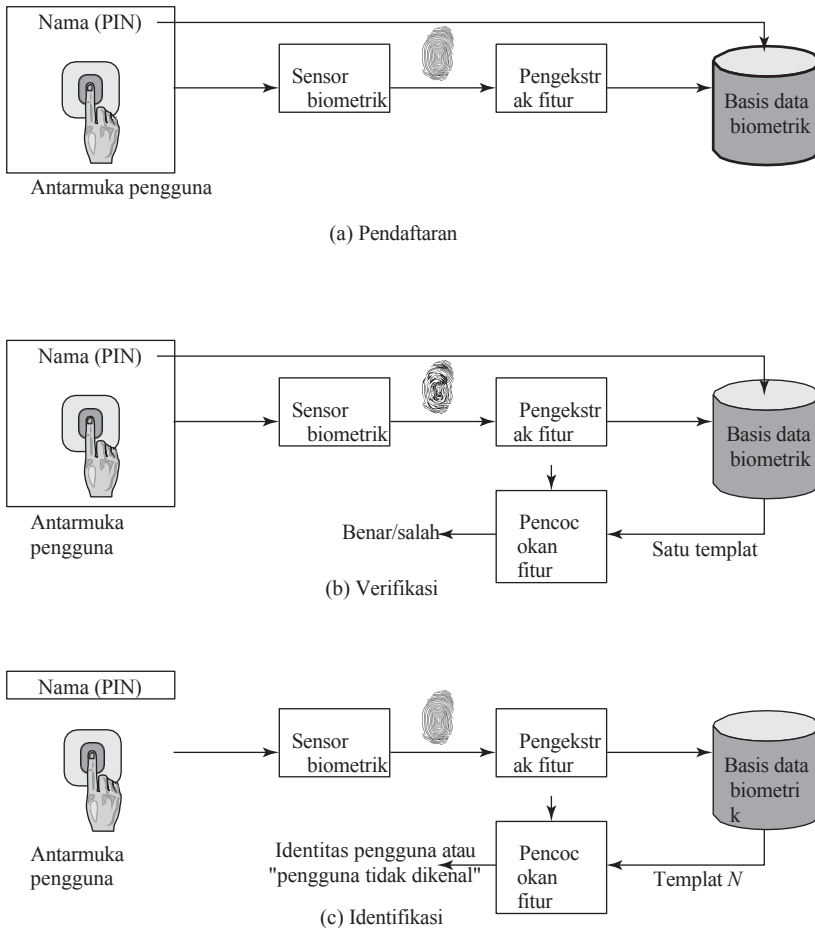 Nama (PIN)
Sensor
biometrik
Pengekstr
ak fitur
Basis data
biometrik
Antarmuka pengguna
(a) Pendaftaran
Nama (PIN)
Sensor
biometrik
Pengekstr
ak fitur
Basis data
biometrik
Antarmuka
pengguna
Benar/salah
Pencoc
okan
fitur
Satu templat
(b) Verifikasi
Nama (PIN)
Sensor
biometrik
Pengekstr
ak fitur
Basis data
biometri
k
Antarmuka
pengguna
Identitas pengguna atau
"pengguna tidak dikenal"
Pencoc
okan
fitur
Templat N
(c) Identifikasi